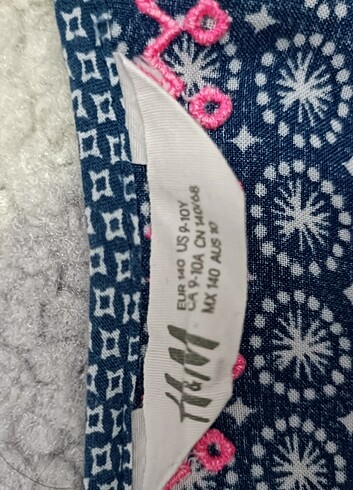 H&M
EUR 140 US 9-10Y
CA 9-10A CN 140/68
MX 140 AUS 10